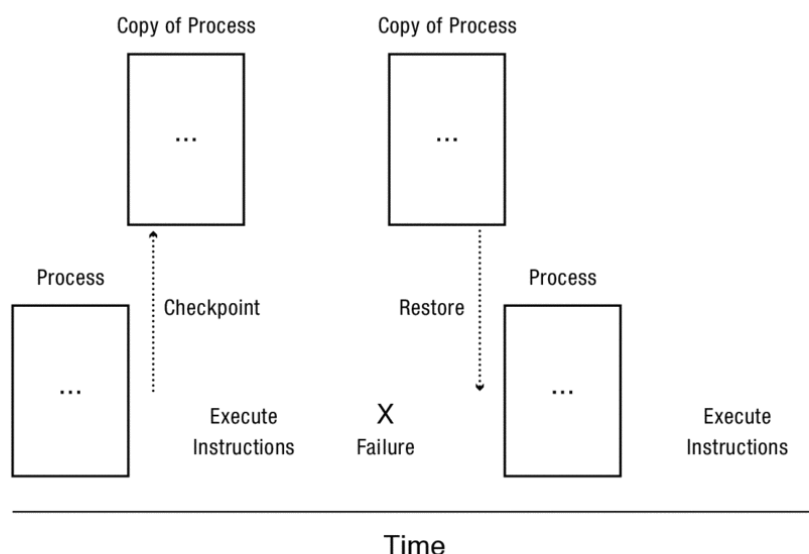 Copy of Process
Copy of Process
...
...
Process
Process
Checkpoint
Restore
...
...
Execute
Instructions
X
Failure
Execute
Instructions
Time